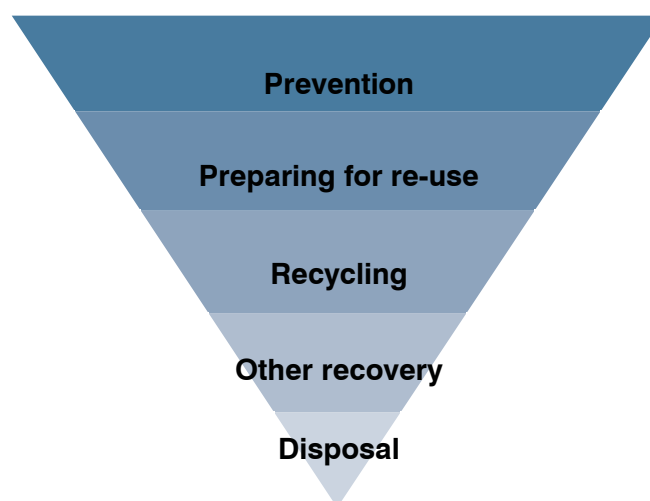 Prevention
Preparing for re-use
Recycling
Other recovery
Disposal